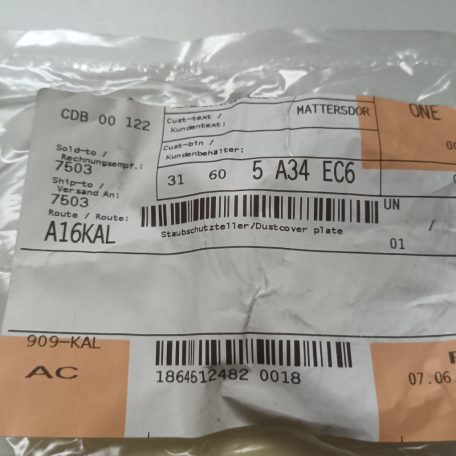 CDB 00 122
Cust-text /
Kundentext:
MATTERSDOR
ONE
Cust-bin /
Kundenbehälter:
Sold-to /
Rechnungsempf.:
7503
31 60 5 A34 EC6
Ship-to /
Versand An:
7503
UN
Route / Route:
A16KAL
Staubschutzteller/Dustcover plate
/
01
909-KAL
AC
1864512482 0018
07.06